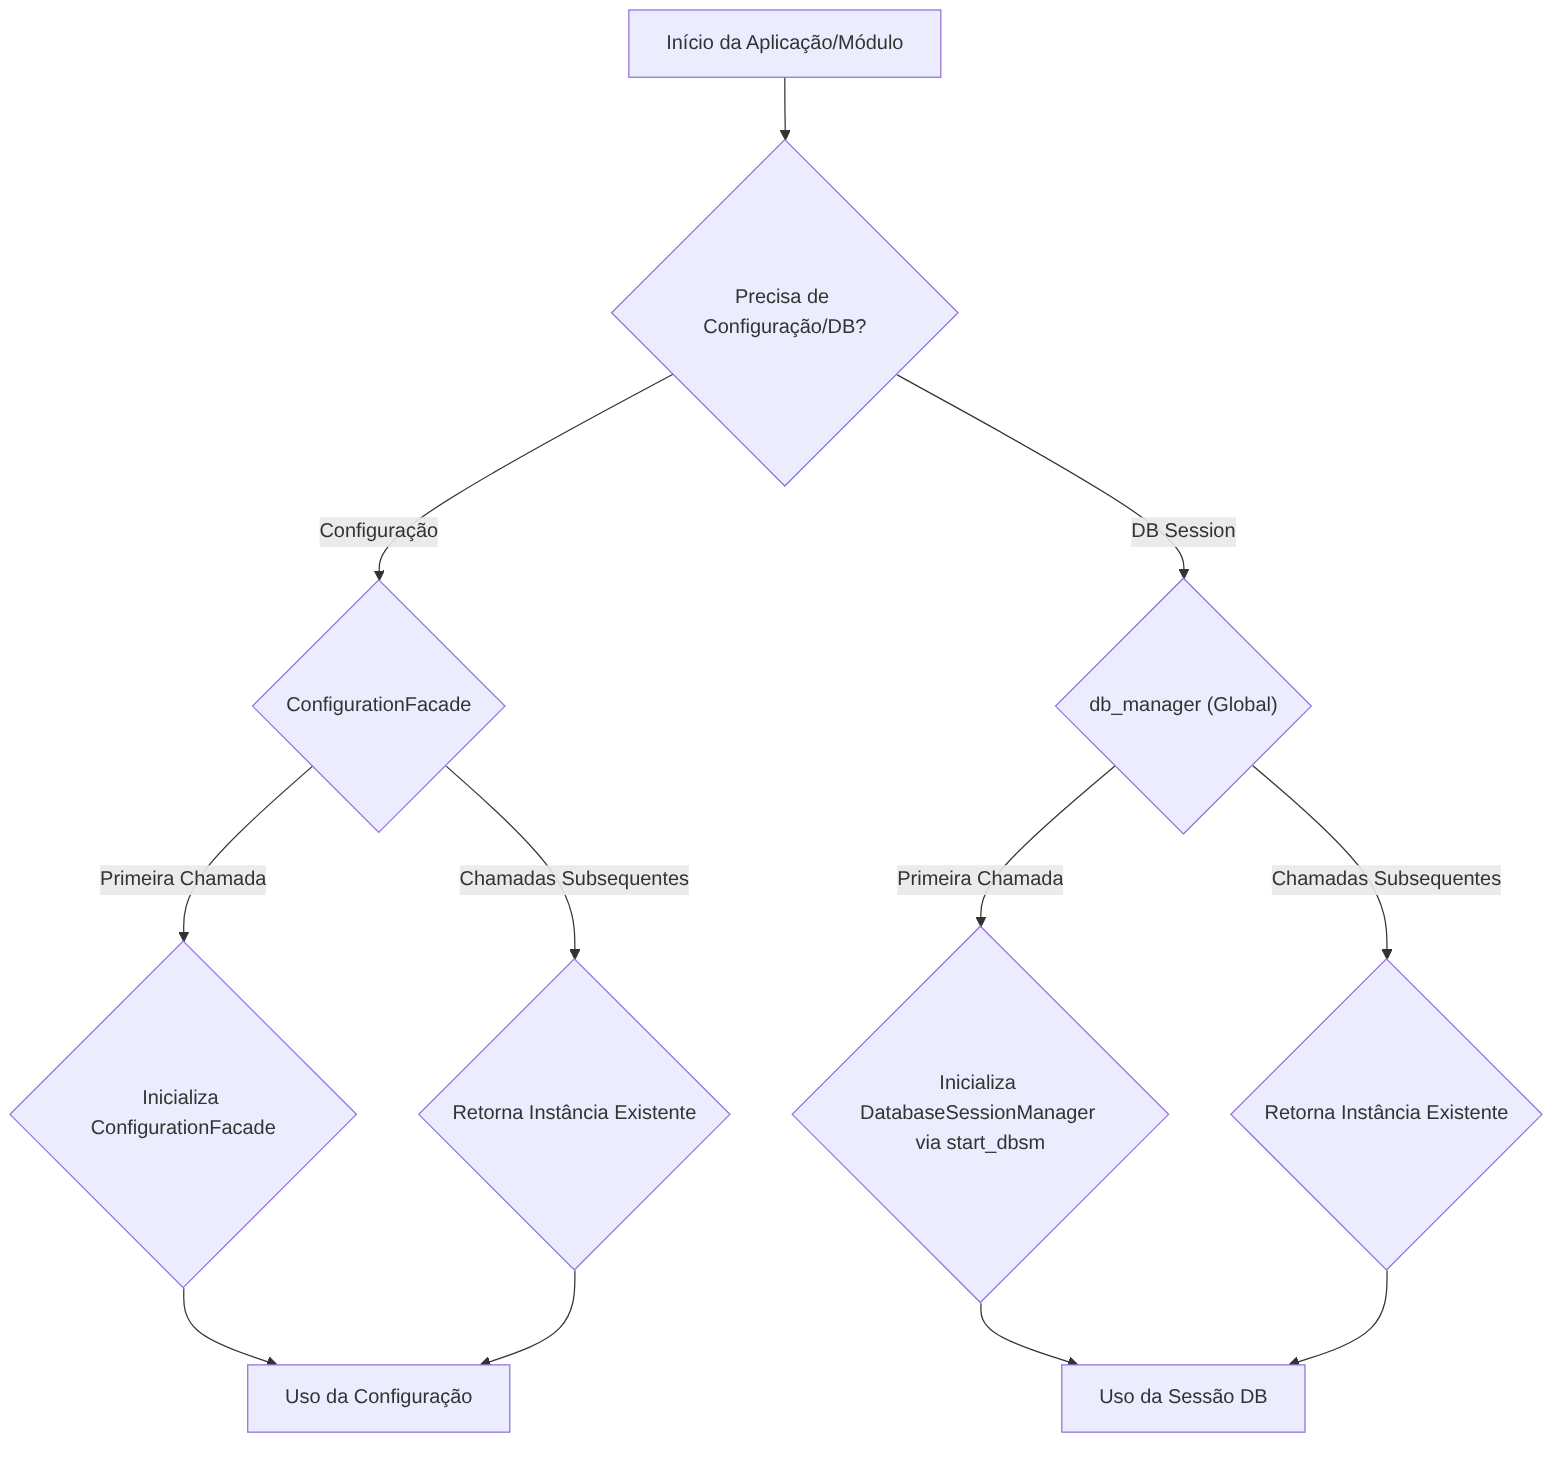 Início da Aplicação/Módulo
Precisa de
Configuração/DB?
Configuração
DB Session
ConfigurationFacade
db_manager (Global)
Primeira Chamada
Chamadas Subsequentes
Primeira Chamada
Chamadas Subsequentes
Inicializa
ConfigurationFacade
Retorna Instância Existente
Inicializa
DatabaseSessionManager
via start_dbsm
Retorna Instância Existente
Uso da Configuração
Uso da Sessão DB